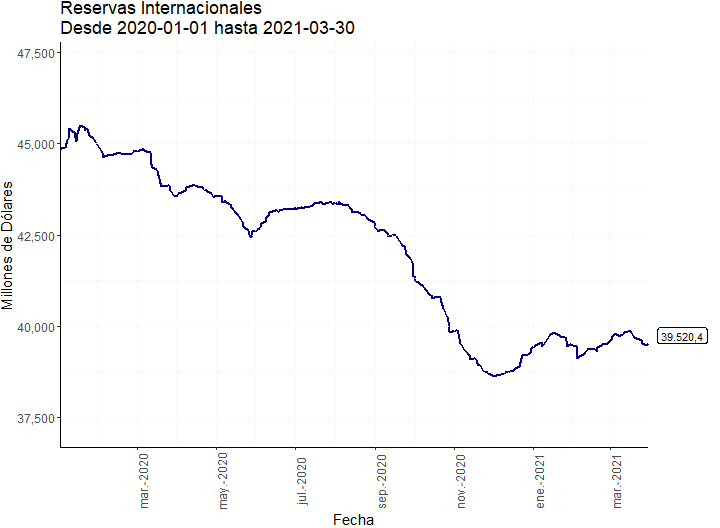 Reservas Internacionales
Desde 2020-01-01 hasta 2021-03-30
Millones de Dólares
47,500
45,000
42,500
40,000
37,500
39.520,4
mar.-2020
may.-2020
jul.-2020
sep.-2020
nov.-2020
ene.-2021
mar.-2021
Fecha